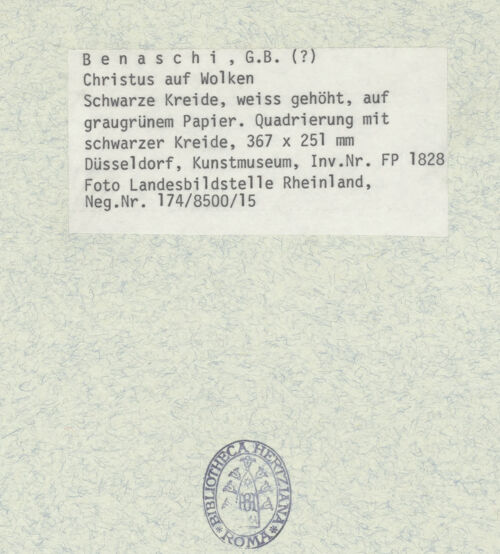 Benaschi, G.B. (?)
Christus auf Wolken
Schwarze Kreide, weiss gehöht, auf
graugrünem Papier. Quadrierung mit
schwarzer Kreide, 367 x 251 mm
Düsseldorf, Kunstmuseum, Inv.Nr. FP 1828
Foto Landesbildstelle Rheinland,
Neg.Nr. 174/8500/15
BIBLIOTHECA HERTZIANA
ROMA